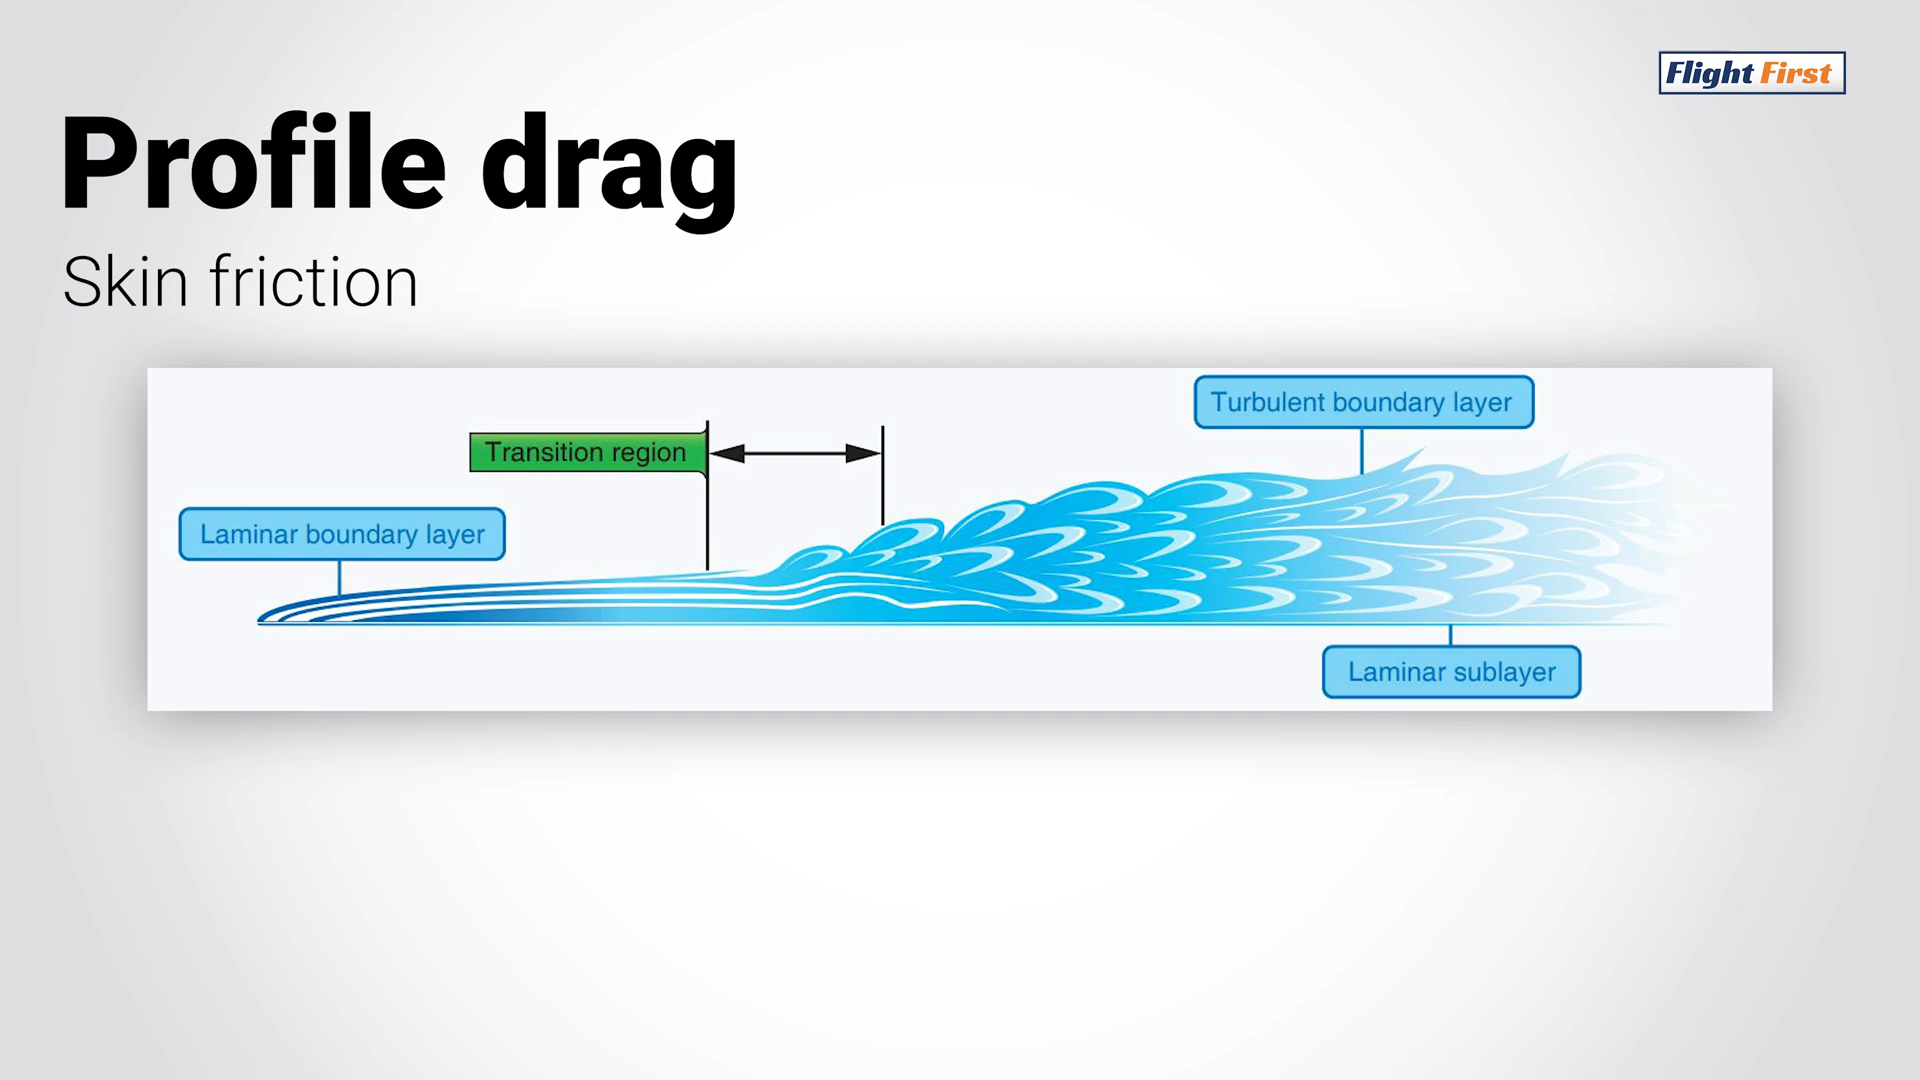 Flight First
Profile drag
Skin friction
Turbulent boundary layer
Transition region
Laminar boundary layer
Laminar sublayer